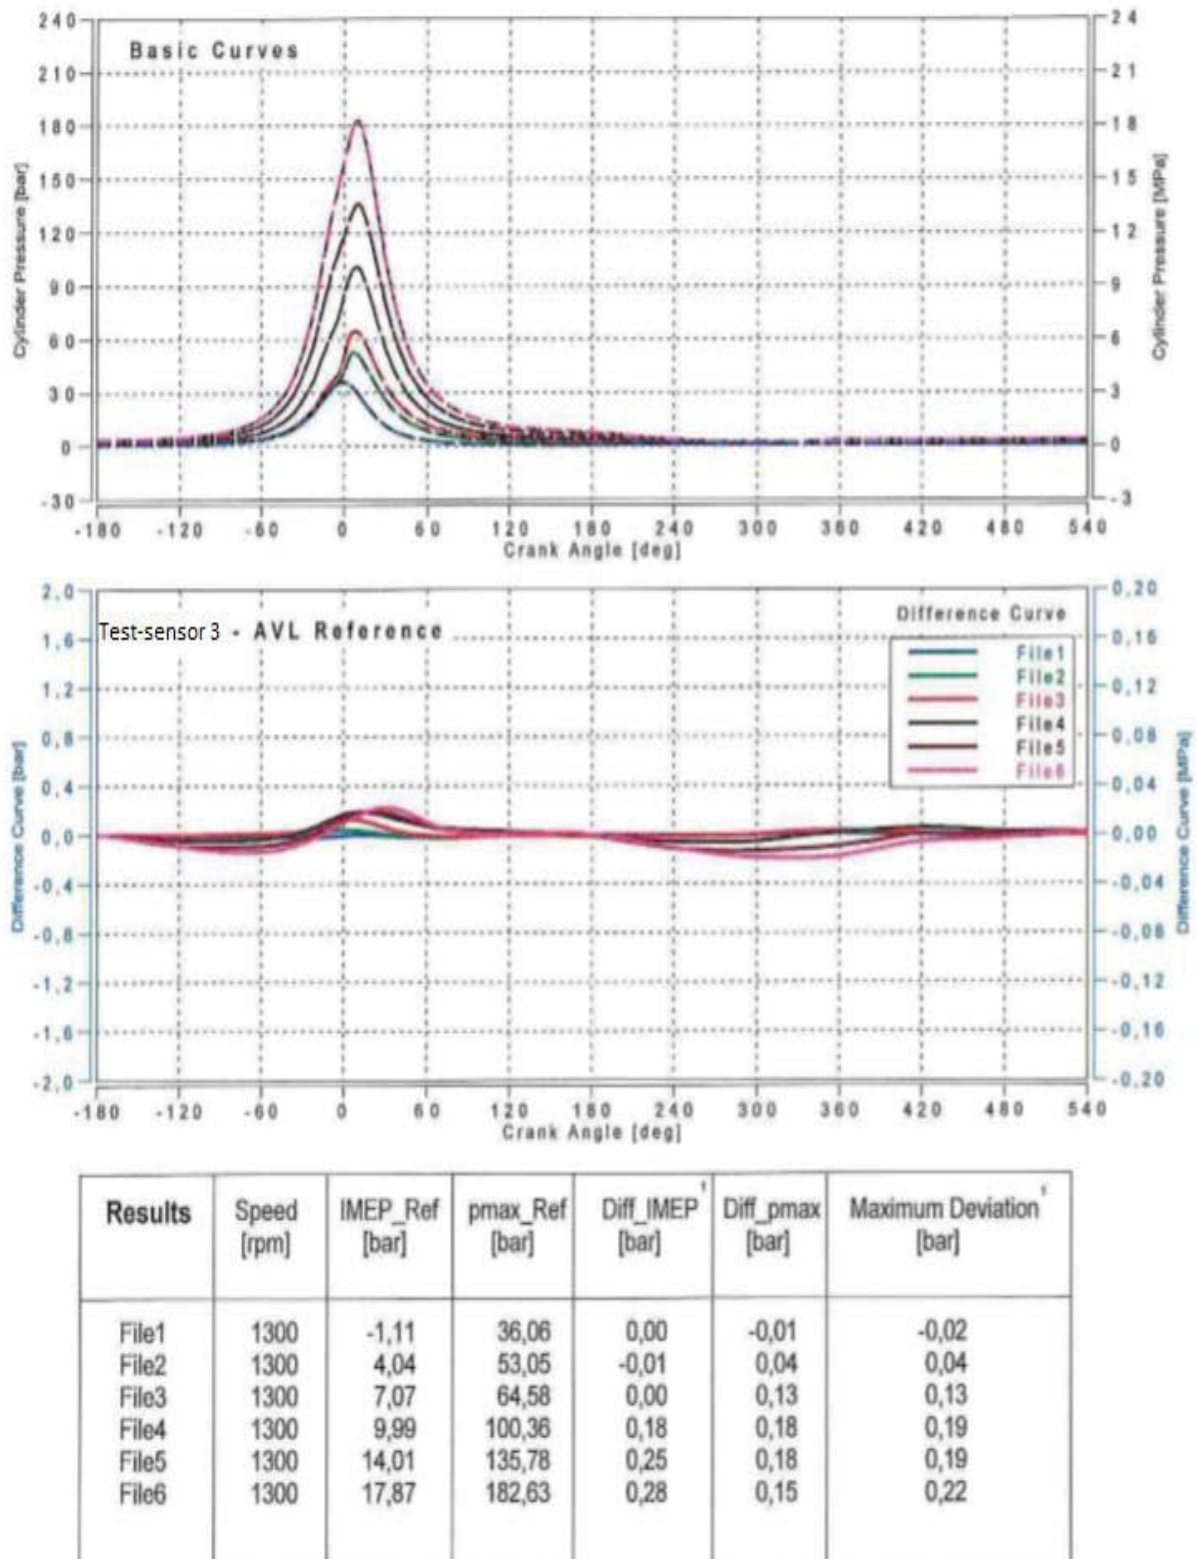 Basic Curves
240
210
180
150
120
90
60
30
0
-30
Cylinder Pressure [bar]
24
21
18
15
12
9
6
3
0
-3
Cylinder Pressure [MPa]
-180 -120 -60 0 60 120 180 240 300 360 420 480 540
Crank Angle [deg]
Test-sensor 3 - AVL Reference
Difference Curve
File1
File2
File3
File4
File5
File6
2,0
1,6
1,2
0,8
0,4
0,0
-0,4
-0,8
-1,2
-1,6
-2,0
Difference Curve [bar]
0,20
0,16
0,12
0,08
0,04
0,00
-0,04
-0,08
-0,12
-0,16
-0,20
Difference Curve [MPa]
-180 -120 -60 0 60 120 180 240 300 360 420 480 540
Crank Angle [deg]
Results Speed IMEP_Ref pmax_Ref Diff_IMEP¹ Diff_pmax Maximum Deviation¹
[rpm] [bar] [bar] [bar] [bar] [bar]
File1 1300 -1,11 36,06 0,00 -0,01 -0,02
File2 1300 4,04 53,05 -0,01 0,04 0,04
File3 1300 7,07 64,58 0,00 0,13 0,13
File4 1300 9,99 100,36 0,18 0,18 0,19
File5 1300 14,01 135,78 0,25 0,18 0,19
File6 1300 17,87 182,63 0,28 0,15 0,22